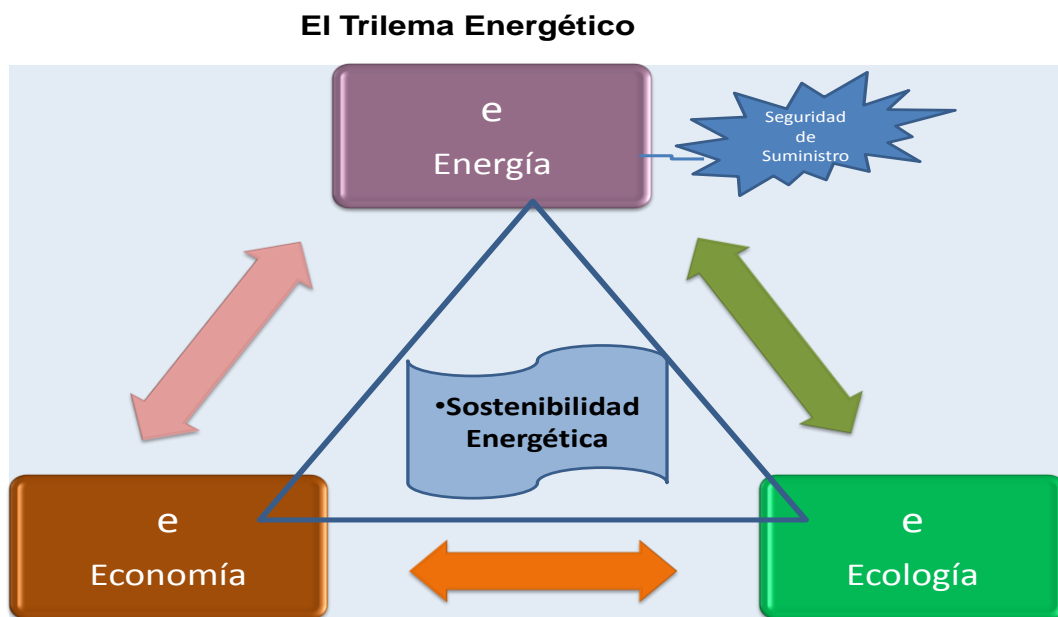 El Trilema Energético
e
Energía
Seguridad
de
Suministro
•Sostenibilidad
Energética
e
Economía
e
Ecología